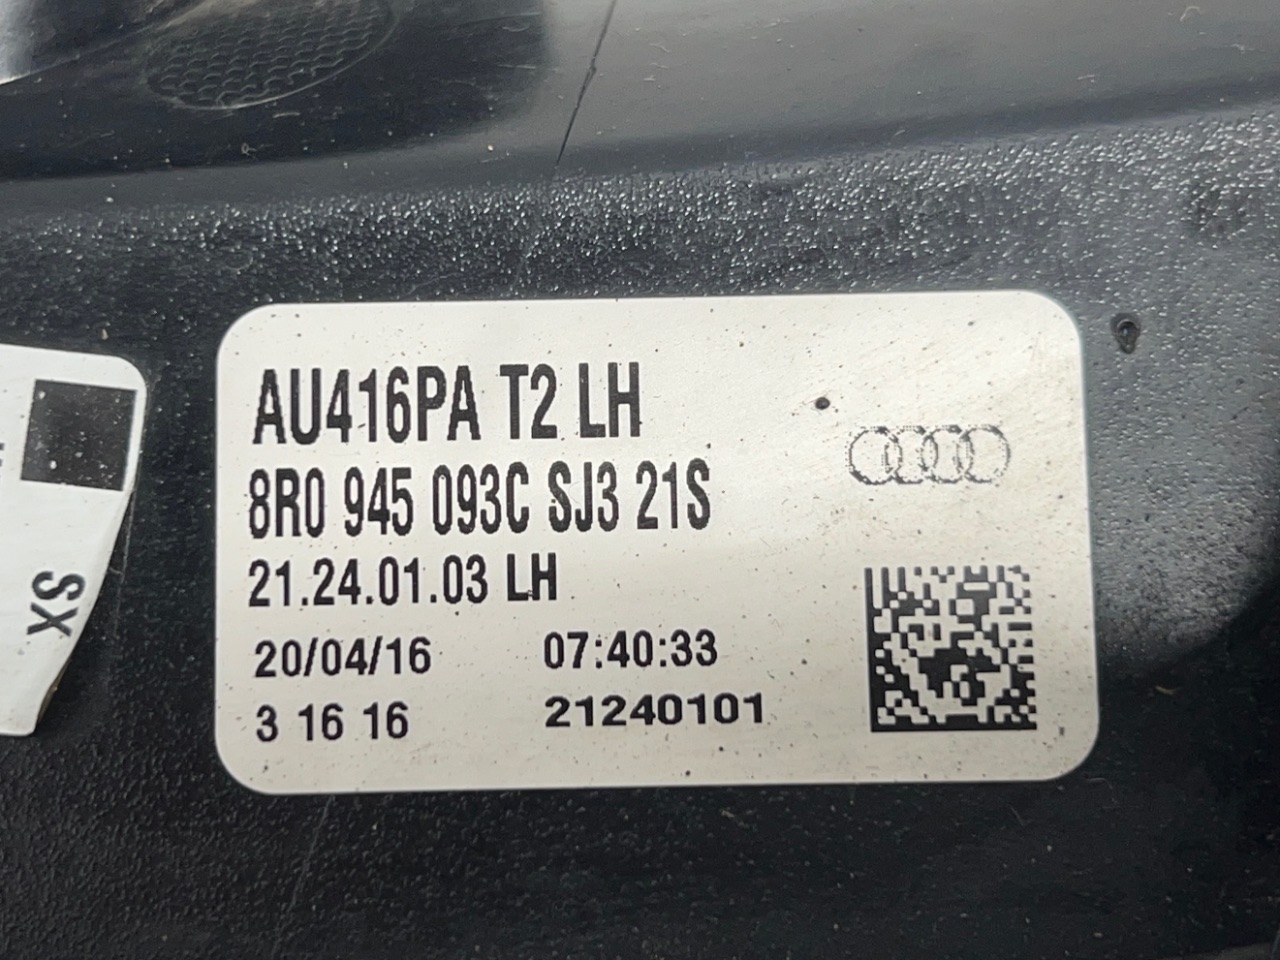 AU416PA T2 LH
8R0 945 093C SJ3 21S
21.24.01.03 LH
20/04/16 07:40:33
3 16 16 21240101
SX